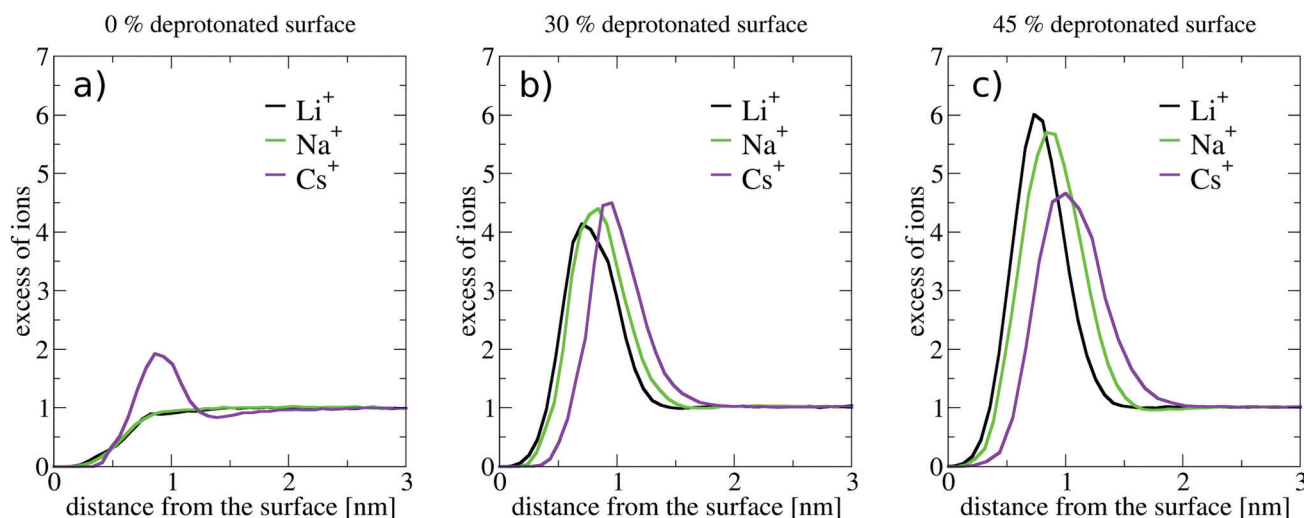 0 % deprotonated surface
a)
Li+
Na+
Cs+
excess of ions
7
6
5
4
3
2
1
0
0 1 2 3
distance from the surface [nm]
30 % deprotonated surface
b)
Li+
Na+
Cs+
excess of ions
7
6
5
4
3
2
1
0
0 1 2 3
distance from the surface [nm]
45 % deprotonated surface
c)
Li+
Na+
Cs+
excess of ions
7
6
5
4
3
2
1
0
0 1 2 3
distance from the surface [nm]